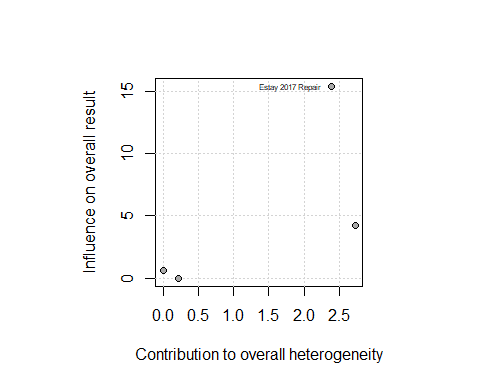 Influence on overall result
15
10
5
0
Estay 2017 Repair
0.0 0.5 1.0 1.5 2.0 2.5
Contribution to overall heterogeneity